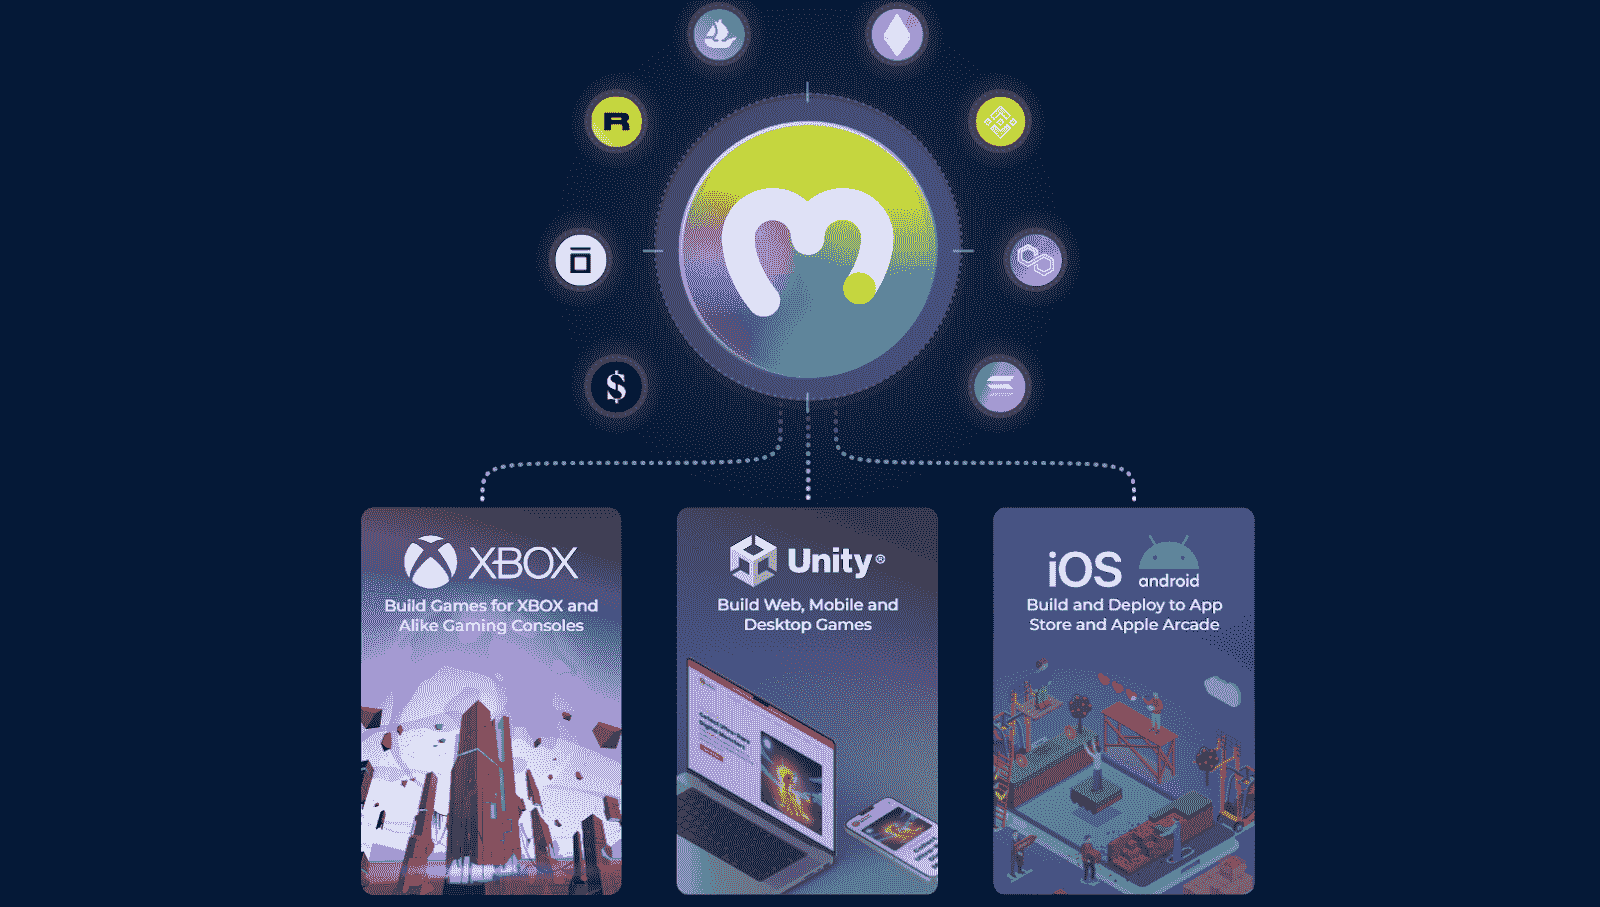 R
$
XBOX
Build Games for XBOX and
Alike Gaming Consoles
Unity®
Build Web, Mobile and
Desktop Games
iOS
android
Build and Deploy to App
Store and Apple Arcade